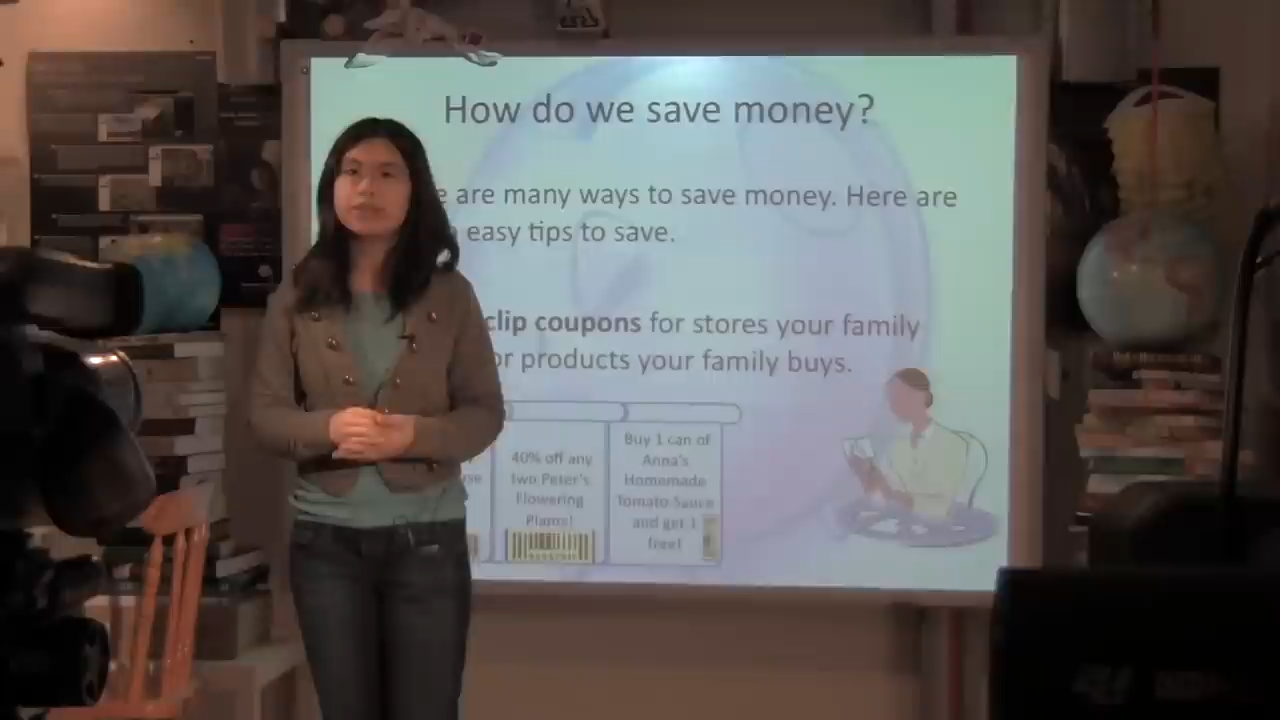 How do we save money?
e are many ways to save money. Here are
easy tips to save.
clip coupons for stores your family
or products your family buys.
40% off any
two Peter's
Flowering
Plants!
Buy 1 can of
Anna's
Homemade
Tomato Sauce
and get 1
free!